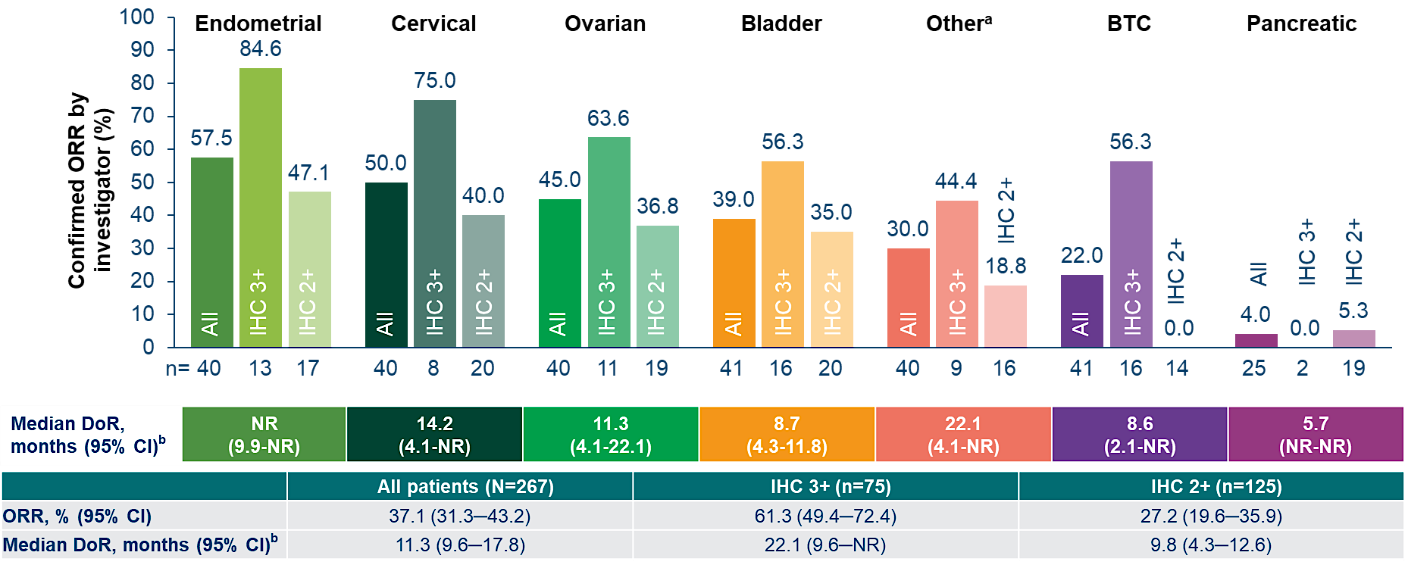 Endometrial Cervical Ovarian Bladder Otherᵃ BTC Pancreatic
Confirmed ORR by
investigator (%)
100
90
80
70
60
50
40
30
20
10
0
57.5 84.6 47.1
All IHC 3+ IHC 2+
50.0 75.0 40.0
All IHC 3+ IHC 2+
45.0 63.6 36.8
All IHC 3+ IHC 2+
39.0 56.3 35.0
All IHC 3+ IHC 2+
30.0 44.4 18.8
All IHC 3+ IHC 2+
22.0 56.3 0.0
All IHC 3+ IHC 2+
4.0 0.0 5.3
All IHC 3+ IHC 2+
n= 40 13 17 40 8 20 40 11 19 41 16 20 40 9 16 41 16 14 25 2 19
Median DoR,
months (95% CI)ᵇ
NR
(9.9-NR)
14.2
(4.1-NR)
11.3
(4.1-22.1)
8.7
(4.3-11.8)
22.1
(4.1-NR)
8.6
(2.1-NR)
5.7
(NR-NR)
All patients (N=267) IHC 3+ (n=75) IHC 2+ (n=125)
ORR, % (95% CI) 37.1 (31.3–43.2) 61.3 (49.4–72.4) 27.2 (19.6–35.9)
Median DoR, months (95% CI)ᵇ 11.3 (9.6–17.8) 22.1 (9.6–NR) 9.8 (4.3–12.6)